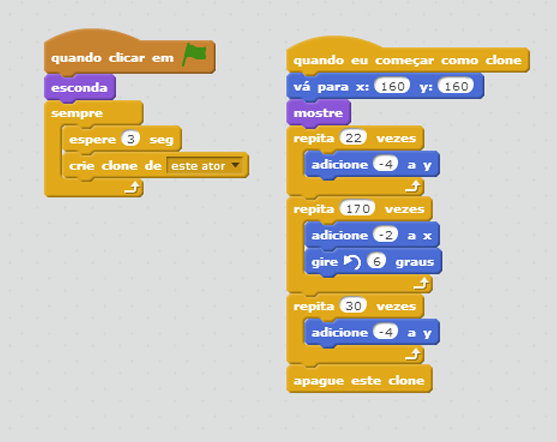 quando clicar em
esconda
sempre
espere 3 seg
crie clone de este ator
quando eu começar como clone
vá para x: 160 y: 160
mostre
repita 22 vezes
adicione -4 a y
repita 170 vezes
adicione -2 a x
gire 6 graus
repita 30 vezes
adicione -4 a y
apague este clone